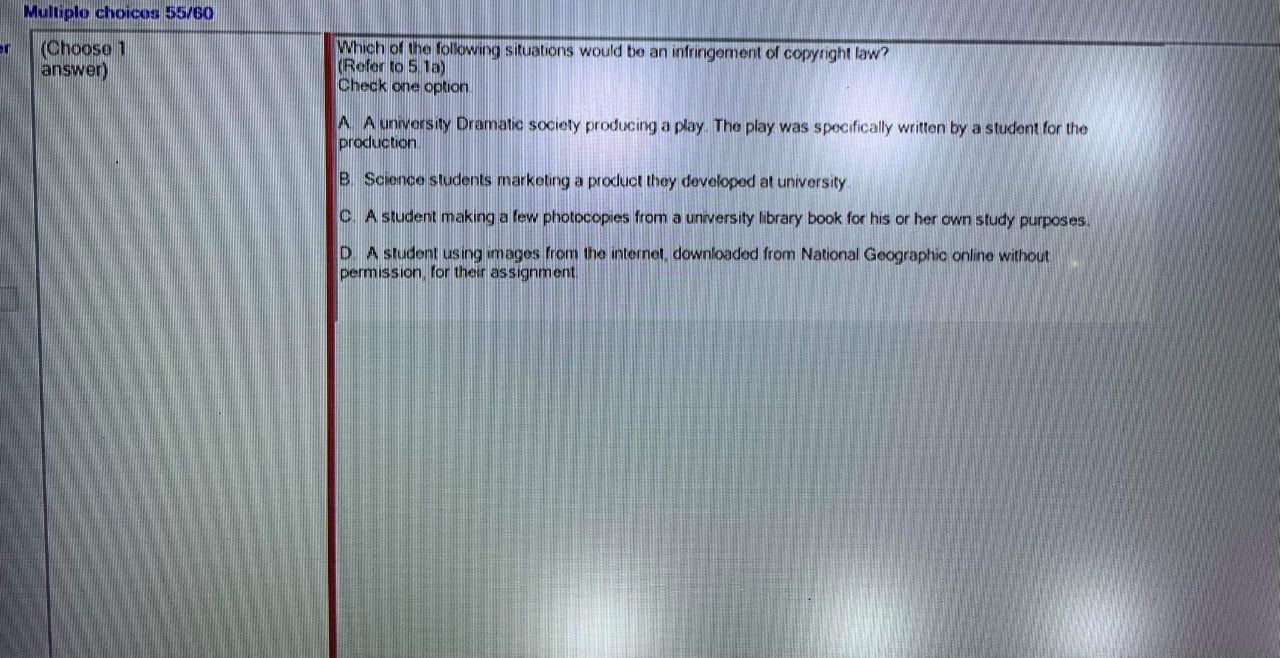 Multiple choices 55/60
er
(Choose 1
answer)
Which of the following situations would be an infringement of copyright law?
(Refer to 5.1a)
Check one option.
A. A university Dramatic society producing a play. The play was specifically written by a student for the
production.
B. Science students marketing a product they developed at university.
C. A student making a few photocopies from a university library book for his or her own study purposes.
D. A student using images from the internet, downloaded from National Geographic online without
permission, for their assignment.